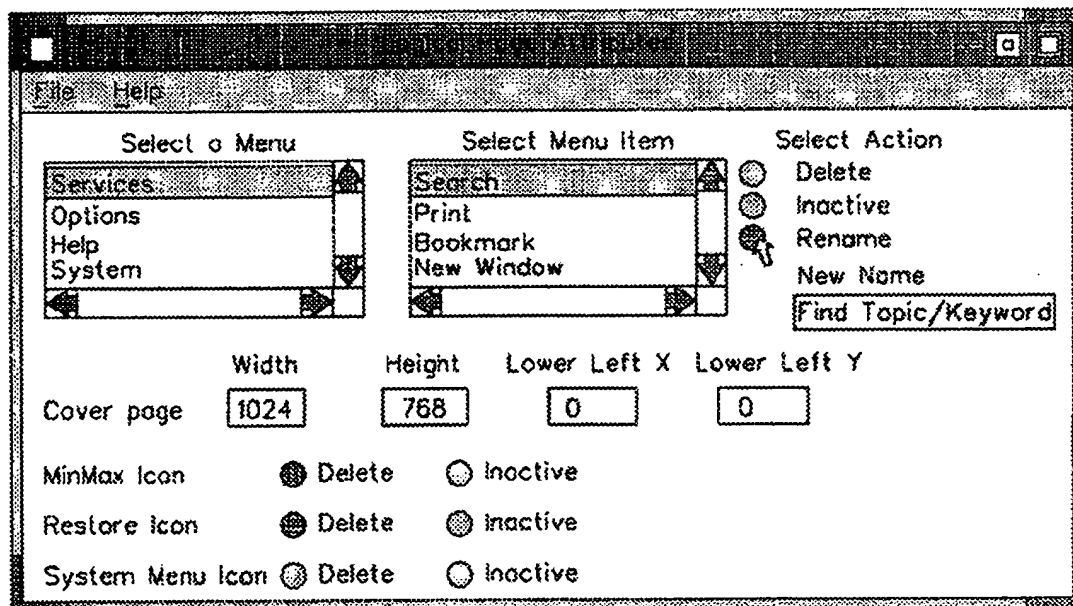 File Help
Select a Menu Select Menu Item Select Action
Services Search Delete
Options Print Inactive
Help Bookmark Rename
System New Window New Name
Find Topic/Keyword
Width Height Lower Left X Lower Left Y
Cover page 1024 768 0 0
MinMax Icon Delete Inactive
Restore Icon Delete Inactive
System Menu Icon Delete Inactive